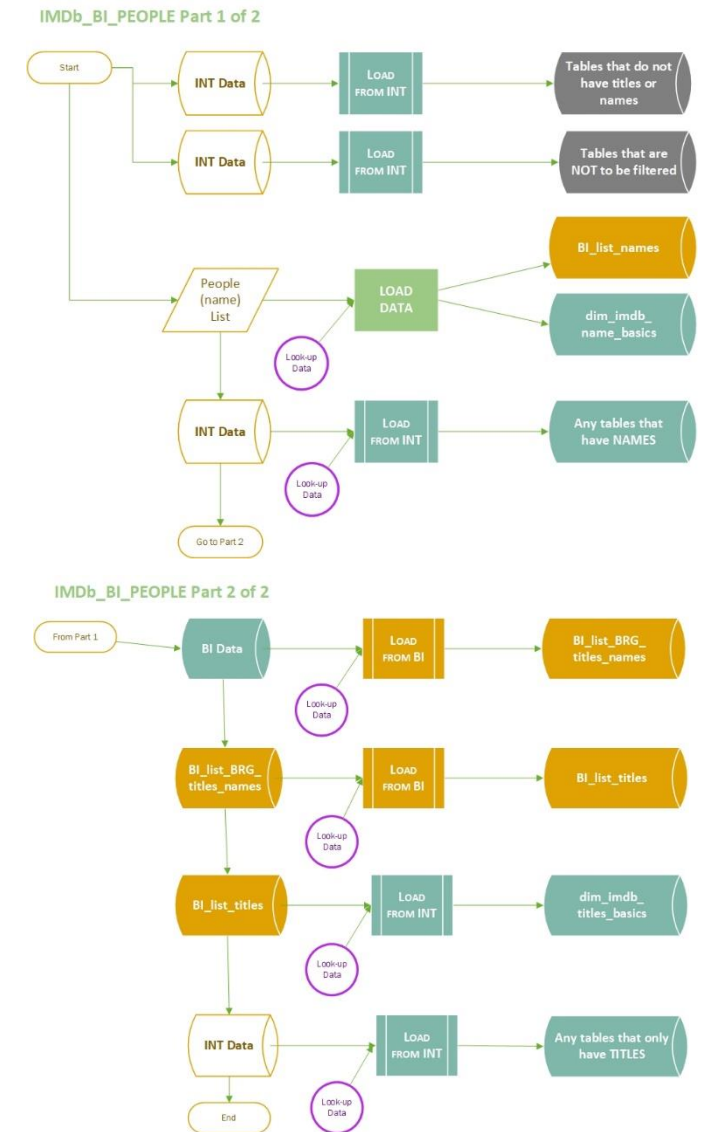 IMDb_BI_PEOPLE Part 1 of 2
Start
INT Data
LOAD
FROM INT
Tables that do not
have titles or
names
INT Data
LOAD
FROM INT
Tables that are
NOT to be filtered
People
(name)
List
LOAD
DATA
BI_list_names
dim_imdb_
name_basics
Look-up
Data
INT Data
LOAD
FROM INT
Any tables that
have NAMES
Look-up
Data
Go to Part 2
IMDb_BI_PEOPLE Part 2 of 2
From Part 1
BI Data
LOAD
FROM BI
BI_list_BRG_
titles_names
Look-up
Data
BI_list_BRG_
titles_names
LOAD
FROM BI
BI_list_titles
Look-up
Data
BI_list_titles
LOAD
FROM INT
dim_imdb_
titles_basics
Look-up
Data
INT Data
LOAD
FROM INT
Any tables that only
have TITLES
Look-up
Data
End